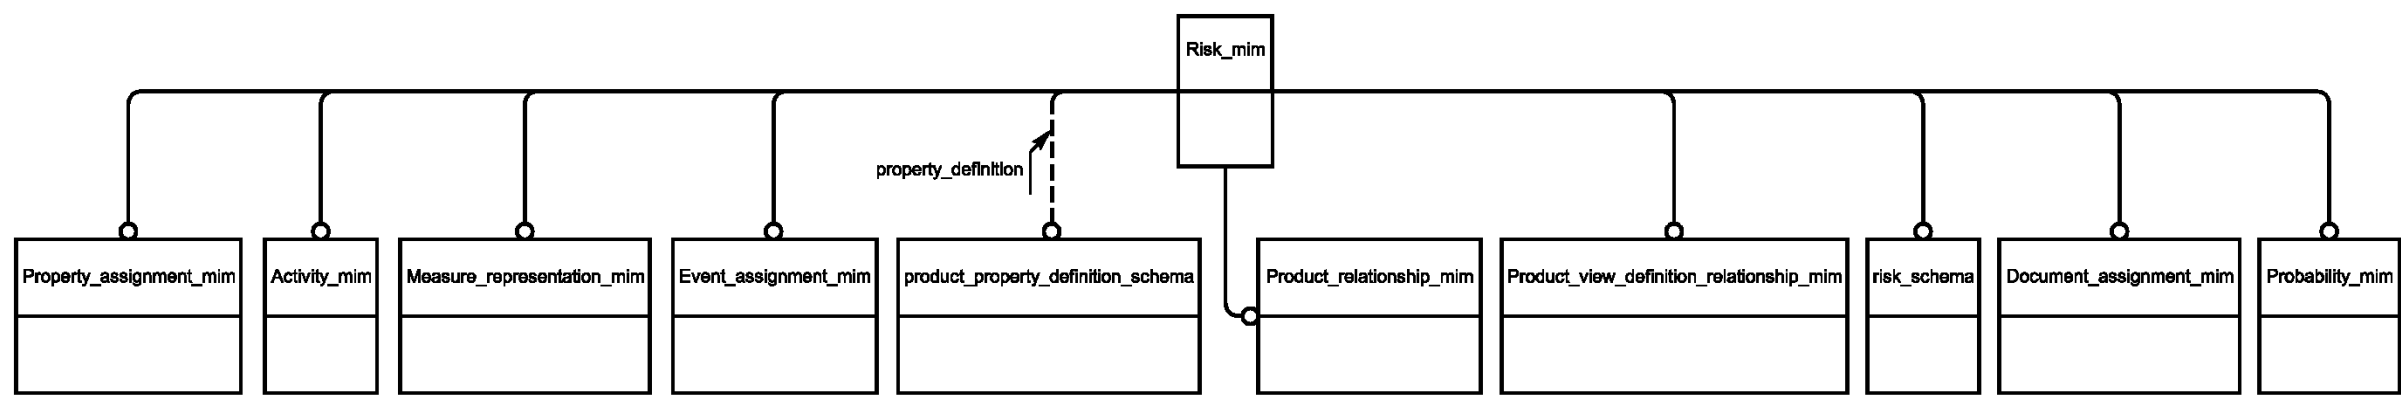 Risk_mim
property_definition
Property_assignment_mim
Activity_mim
Measure_representation_mim
Event_assignment_mim
product_property_definition_schema
Product_relationship_mim
Product_view_definition_relationship_mim
risk_schema
Document_assignment_mim
Probability_mim